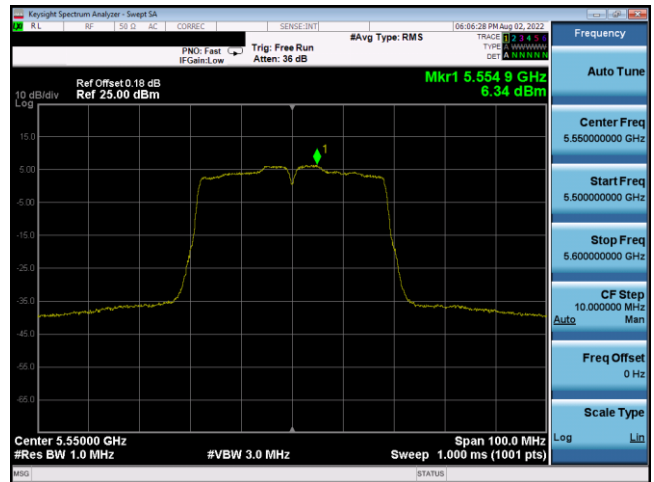 Keysight Spectrum Analyzer - Swept SA
RL RF 50 Ω AC CORREC SENSE:INT 06:06:28 PM Aug 02, 2022
#Avg Type: RMS
TRACE 1 2 3 4 5 6
PNO: Fast Trig: Free Run
TYPE A WWWWW
IFGain:Low Atten: 36 dB
DET A N N N N N
Mkr1 5.554 9 GHz
6.34 dBm
Ref Offset 0.18 dB
10 dB/div Ref 25.00 dBm
Log
15.0
5.00
-5.00
-15.0
-25.0
-35.0
-45.0
-55.0
-65.0
1
Center 5.55000 GHz Span 100.0 MHz
#Res BW 1.0 MHz #VBW 3.0 MHz Sweep 1.000 ms (1001 pts)
MSG STATUS
Frequency
Auto Tune
Center Freq
5.550000000 GHz
Start Freq
5.500000000 GHz
Stop Freq
5.600000000 GHz
CF Step
10.000000 MHz
Auto Man
Freq Offset
0 Hz
Scale Type
Log Lin